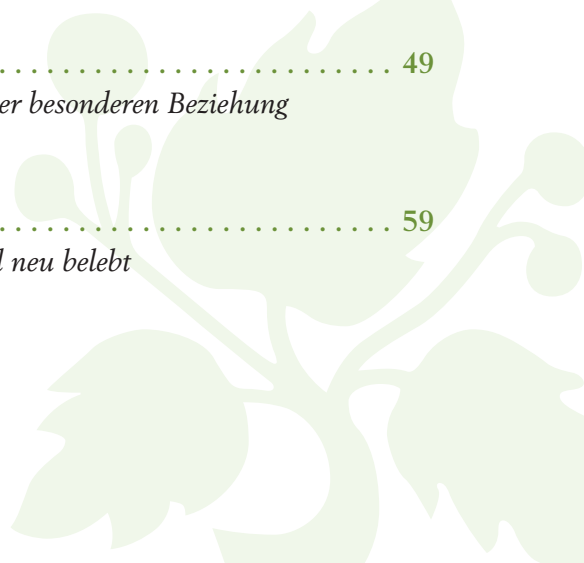 . . . . . . . . . . . . . . . . . . . . . . . . . 49
er besonderen Beziehung
. . . . . . . . . . . . . . . . . . . . . . . . . 59
neu belebt